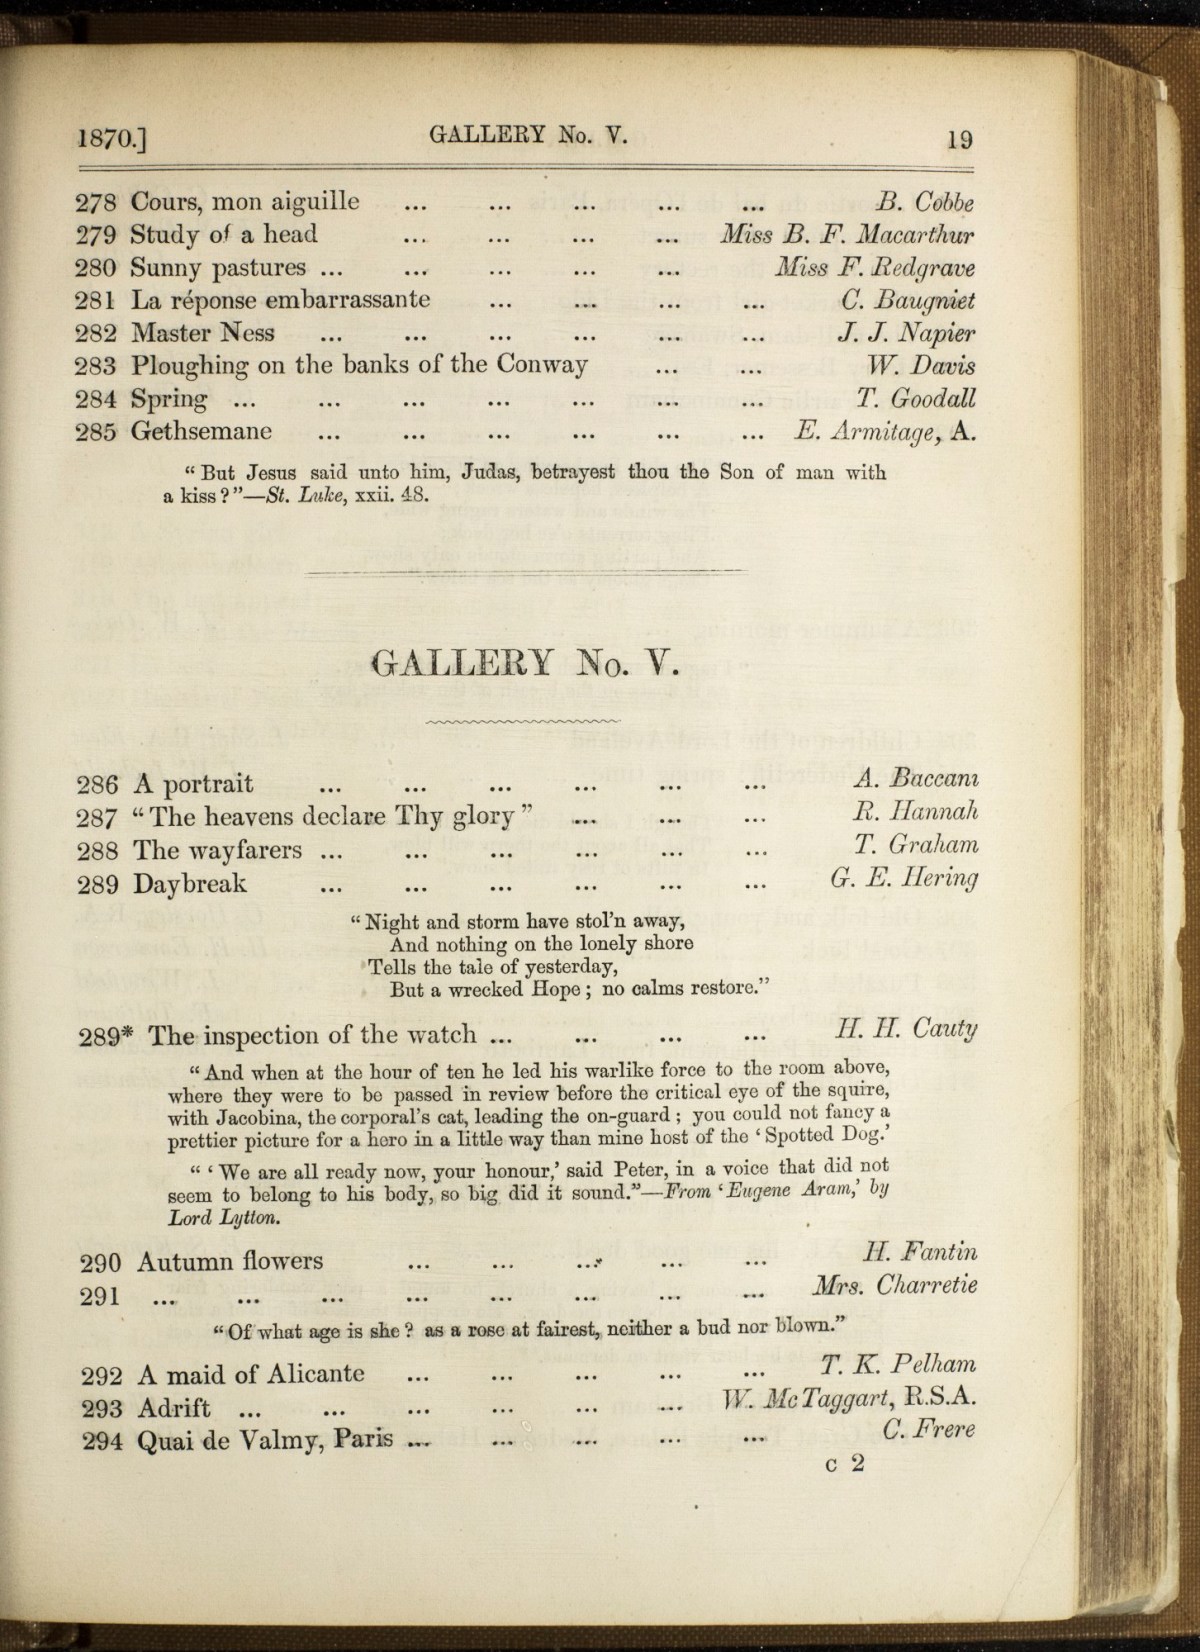 1870.] GALLERY No. V. 19
278 Cours, mon aiguille ... ... ... ... ... B. Cobbe
279 Study of a head ... ... ... ... Miss B. F. Macarthur
280 Sunny pastures ... ... ... ... ... Miss F. Redgrave
281 La réponse embarrassante ... ... ... ... C. Baugniet
282 Master Ness ... ... ... ... ... ... J. J. Napier
283 Ploughing on the banks of the Conway ... ... W. Davis
284 Spring ... ... ... ... ... ... ... T. Goodall
285 Gethsemane ... ... ... ... ... ... E. Armitage, A.
“But Jesus said unto him, Judas, betrayest thou the Son of man with
a kiss?”—St. Luke, xxii. 48.
GALLERY No. V.
286 A portrait ... ... ... ... ... ... A. Baccani
287 “The heavens declare Thy glory” ... ... ... R. Hannah
288 The wayfarers ... ... ... ... ... ... T. Graham
289 Daybreak ... ... ... ... ... ... G. E. Hering
“Night and storm have stol’n away,
And nothing on the lonely shore
Tells the tale of yesterday,
But a wrecked Hope; no calms restore.”
289* The inspection of the watch ... ... ... ... H. H. Cauty
“And when at the hour of ten he led his warlike force to the room above,
where they were to be passed in review before the critical eye of the squire,
with Jacobina, the corporal’s cat, leading the on-guard; you could not fancy a
prettier picture for a hero in a little way than mine host of the ‘Spotted Dog.’
“‘We are all ready now, your honour,’ said Peter, in a voice that did not
seem to belong to his body, so big did it sound.”—From ‘Eugene Aram,’ by
Lord Lytton.
290 Autumn flowers ... ... ... ... ... H. Fantin
291 ... ... ... ... ... ... ... ... Mrs. Charretie
“Of what age is she? as a rose at fairest, neither a bud nor blown.”
292 A maid of Alicante ... ... ... ... ... T. K. Pelham
293 Adrift ... ... ... ... ... ... W. McTaggart, R.S.A.
294 Quai de Valmy, Paris ... ... ... ... ... C. Frere
c 2